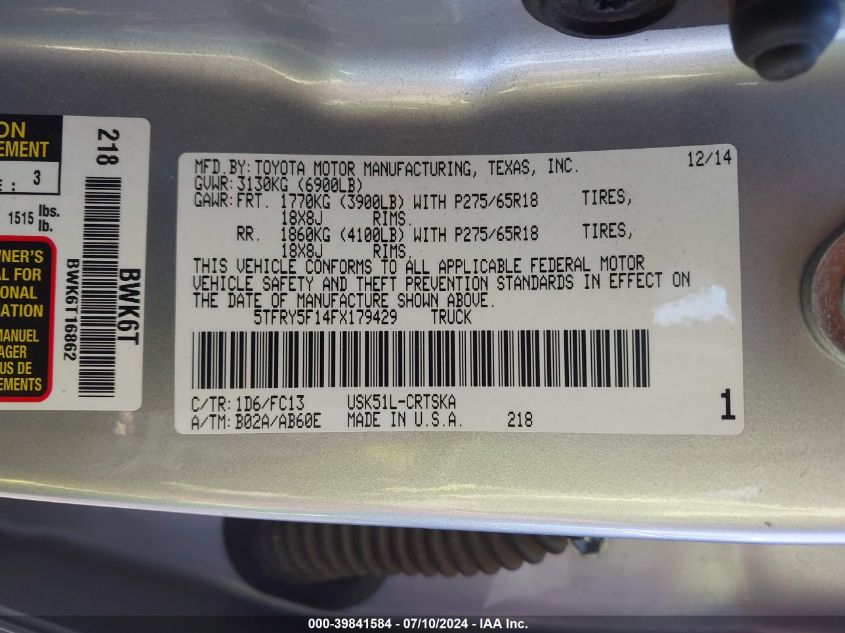 ON
EMENT
E : 3
1515 lbs.
lb.
WNER'S
AL FOR
ONAL
ATION
MANUEL
AGER
US DE
EMENTS
218
BWK6T
BWK6T16862
MFD.BY: TOYOTA MOTOR MANUFACTURING, TEXAS, INC. 12/14
GVWR: 3130KG (6900LB)
GAWR: FRT. 1770KG (3900LB) WITH P275/65R18 TIRES,
18X8J RIMS.
RR. 1860KG (4100LB) WITH P275/65R18 TIRES,
18X8J RIMS.
THIS VEHICLE CONFORMS TO ALL APPLICABLE FEDERAL MOTOR
VEHICLE SAFETY AND THEFT PREVENTION STANDARDS IN EFFECT ON
THE DATE OF MANUFACTURE SHOWN ABOVE.
5TFRY5F14FX179429 TRUCK
C/TR: 1D6/FC13 USK51L-CRTSKA
A/TM: B02A/AB60E MADE IN U.S.A. 218
1
000-39841584 — 07/10/2024 — IAA Inc.